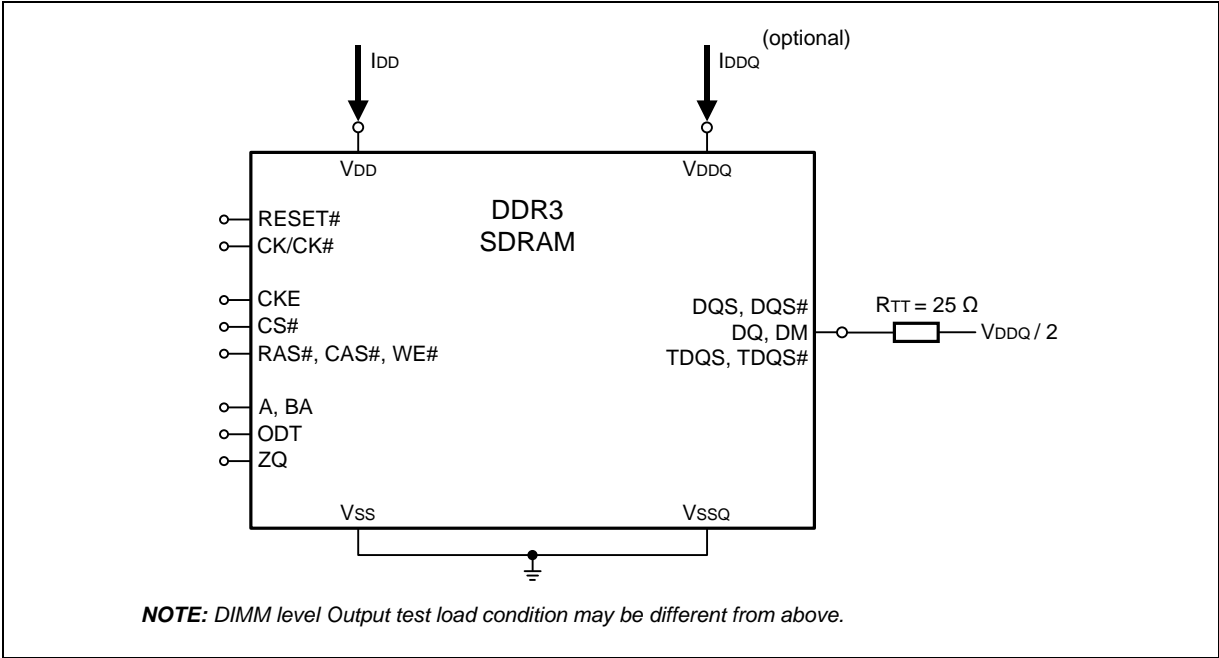 (optional)
IDD
IDDQ
VDD
VDDQ
DDR3
SDRAM
RESET#
CK/CK#
CKE
CS#
RAS#, CAS#, WE#
A, BA
ODT
ZQ
DQS, DQS#
DQ, DM
TDQS, TDQS#
RTT = 25 Ω
VDDQ / 2
VSS
VSSQ
NOTE: DIMM level Output test load condition may be different from above.